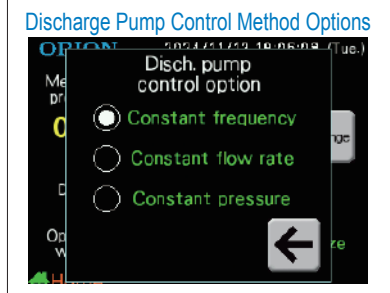 Discharge Pump Control Method Options
ORION 2024/11/12 18:06:08 (Tue.)
Disch. pump
control option
Constant frequency
Constant flow rate
Constant pressure